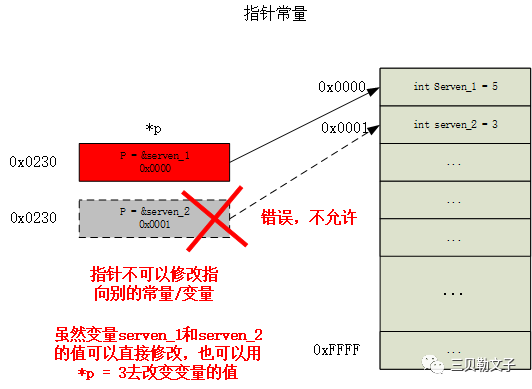 指针常量
0x0000
int Serven_1 = 5
*p
0x0001
int serven_2 = 3
0x0230
P = &serven_1
0x0000
...
0x0230
P = &serven_2
0x0001
错误，不允许
...
...
指针不可以修改指
向别的常量/变量
...
虽然变量serven_1和serven_2
的值可以直接修改，也可以用
*p = 3去改变变量的值
0xFFFF
...
三贝勒文子